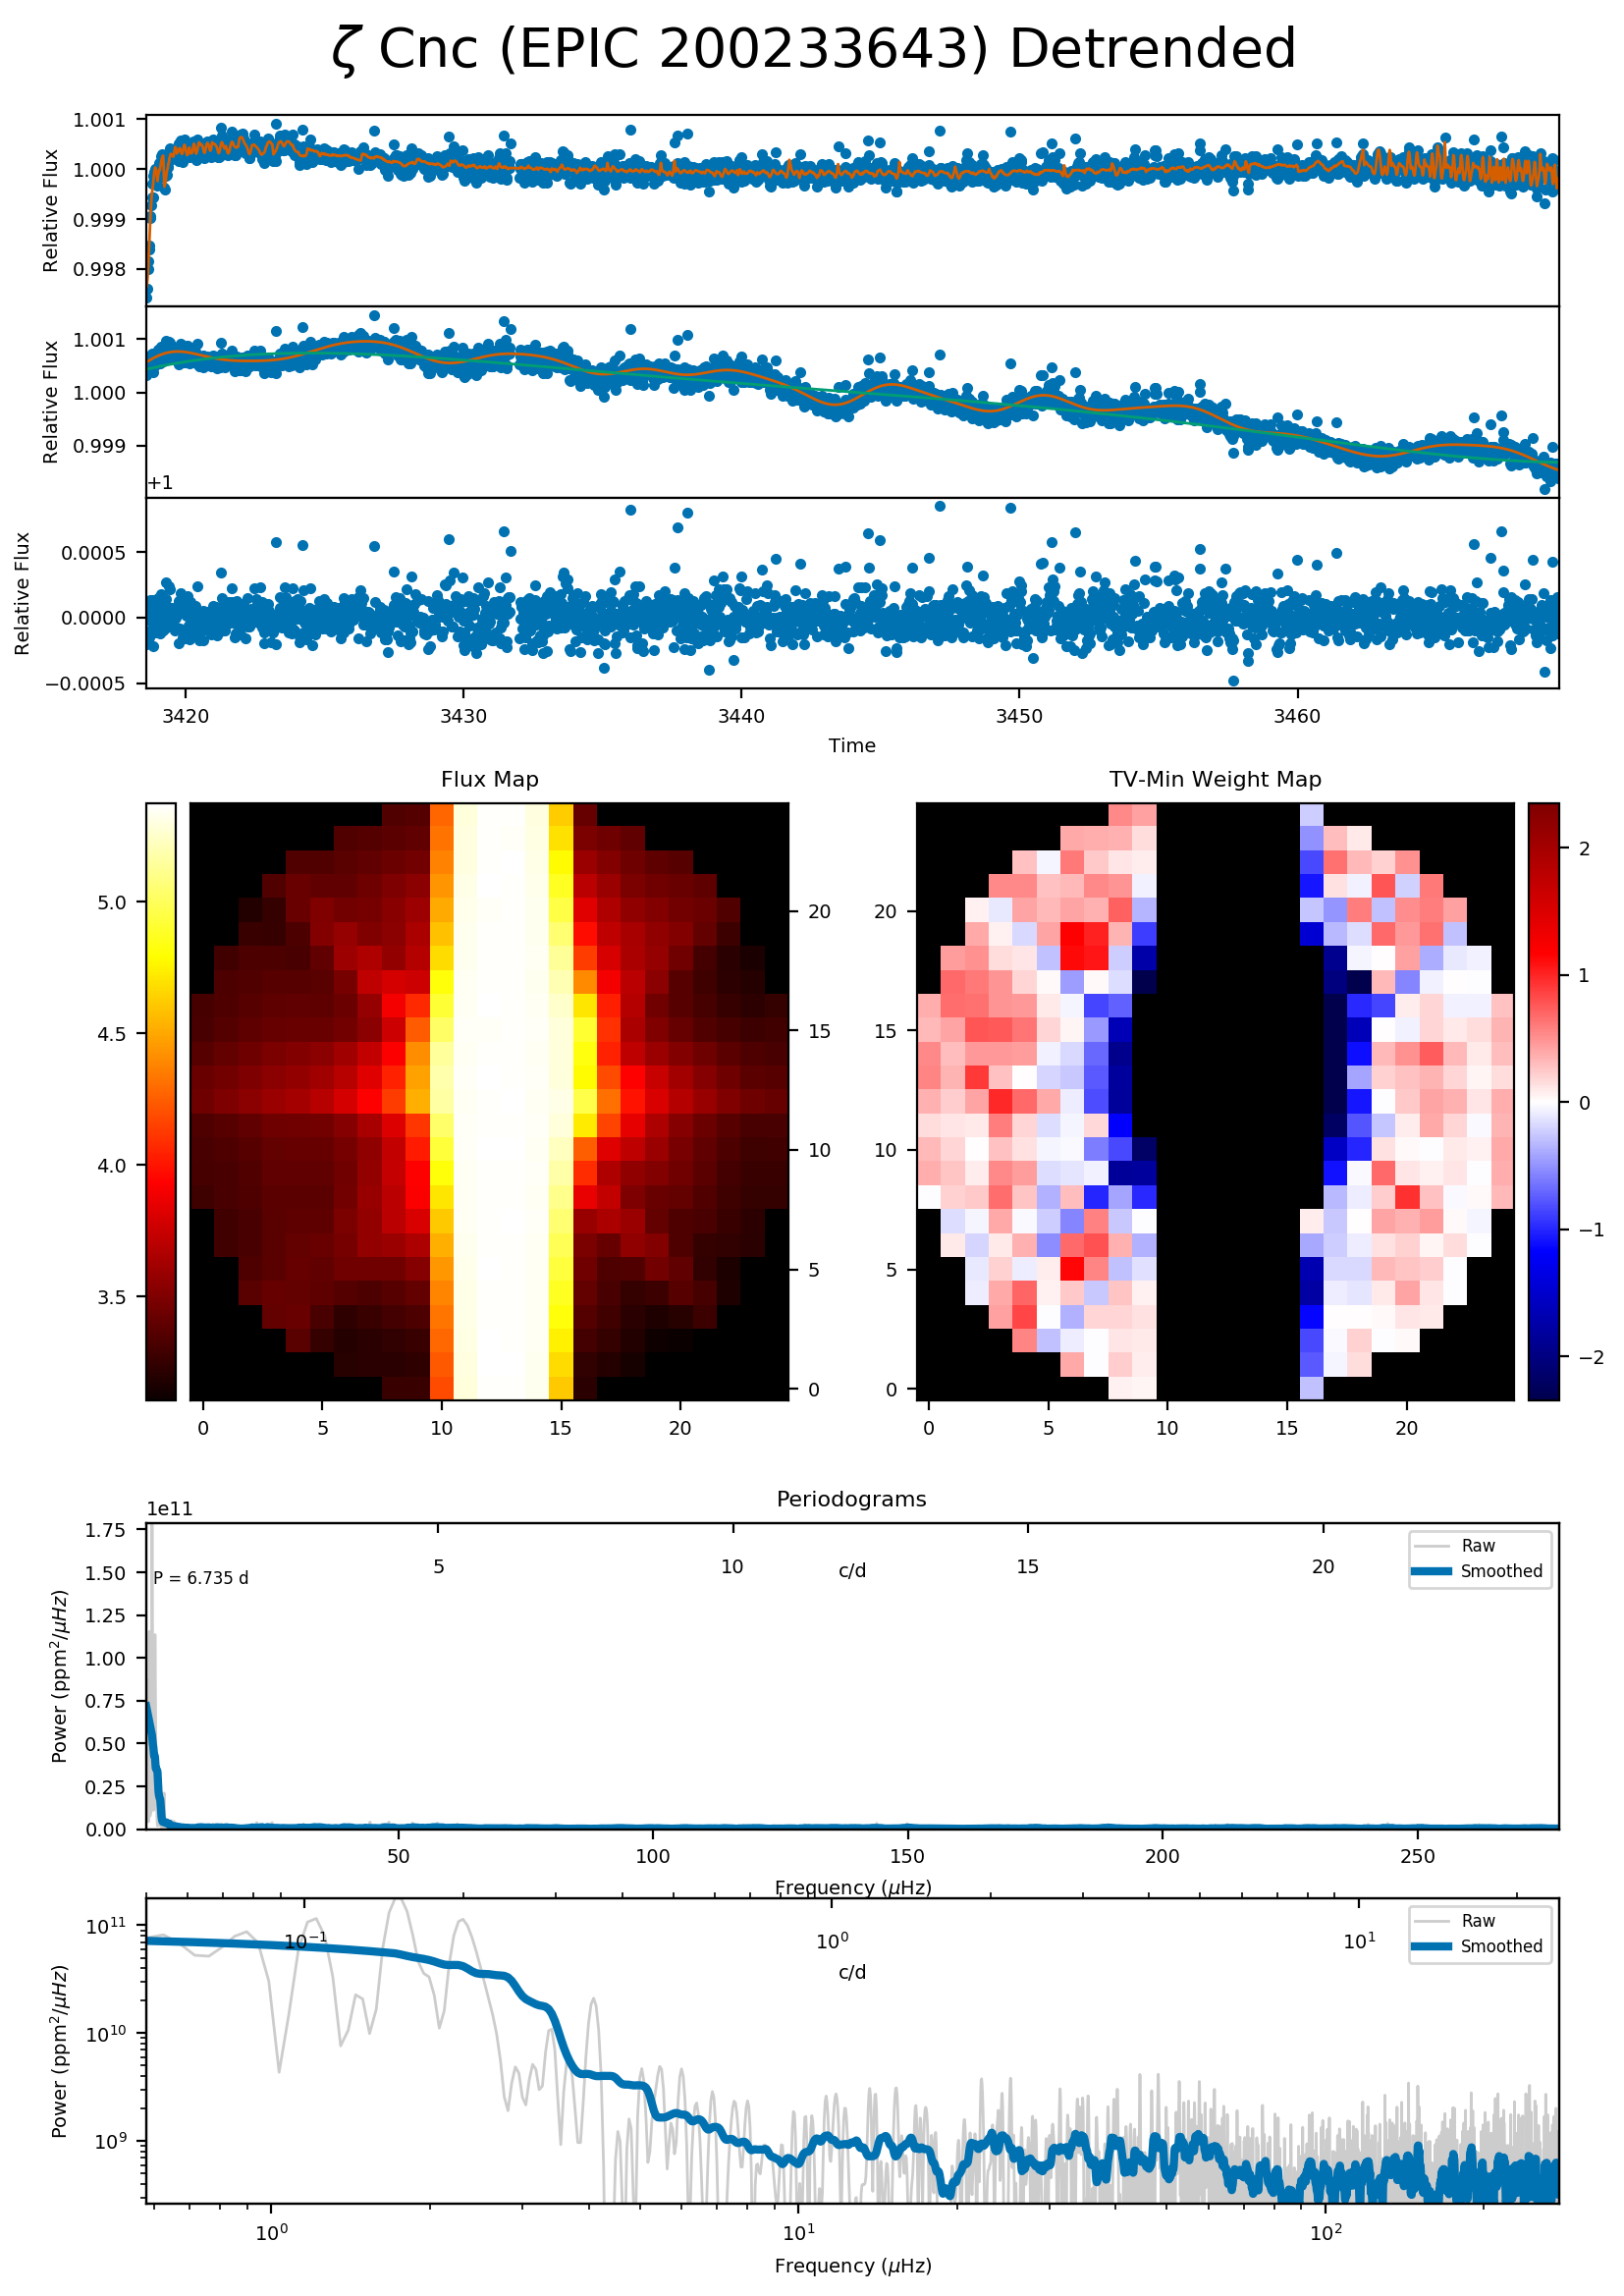 ζ Cnc (EPIC 200233643) Detrended
1.001
1.000
0.999
0.998
Relative Flux
1.001
1.000
0.999
Relative Flux
+1
0.0005
0.0000
−0.0005
Relative Flux
3420 3430 3440 3450 3460
Time
Flux Map
5.0
4.5
4.0
3.5
20
15
10
5
0
0 5 10 15 20
TV-Min Weight Map
20
15
10
5
0
0 5 10 15 20
2
1
0
−1
−2
Periodograms
1e11
1.75
1.50
1.25
1.00
0.75
0.50
0.25
0.00
Power (ppm²/μHz)
P = 6.735 d
5 10 15 20
c/d
Raw
Smoothed
50 100 150 200 250
Frequency (μHz)
10¹¹
10¹⁰
10⁹
Power (ppm²/μHz)
10⁻¹ 10⁰ 10¹
c/d
Raw
Smoothed
10⁰ 10¹ 10²
Frequency (μHz)